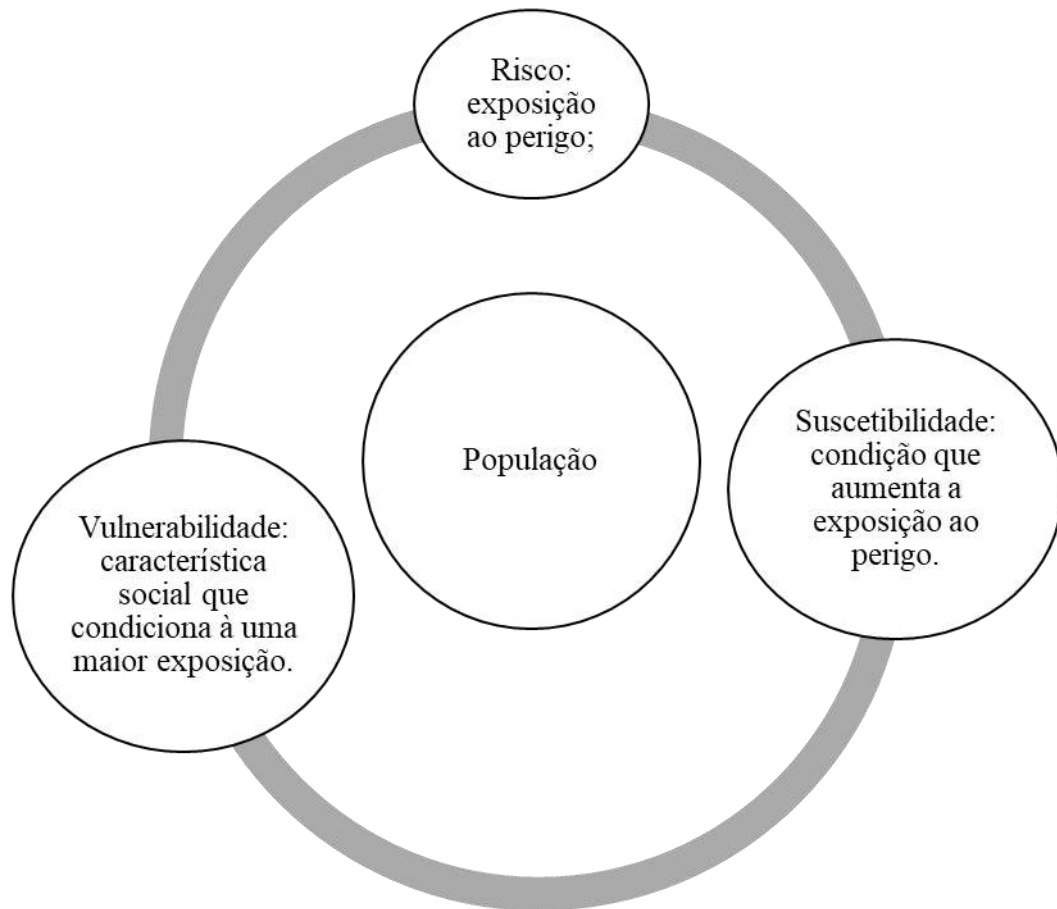 Risco:
exposição
ao perigo;
População
Suscetibilidade:
condição que
aumenta a
exposição ao
perigo.
Vulnerabilidade:
característica
social que
condiciona à uma
maior exposição.